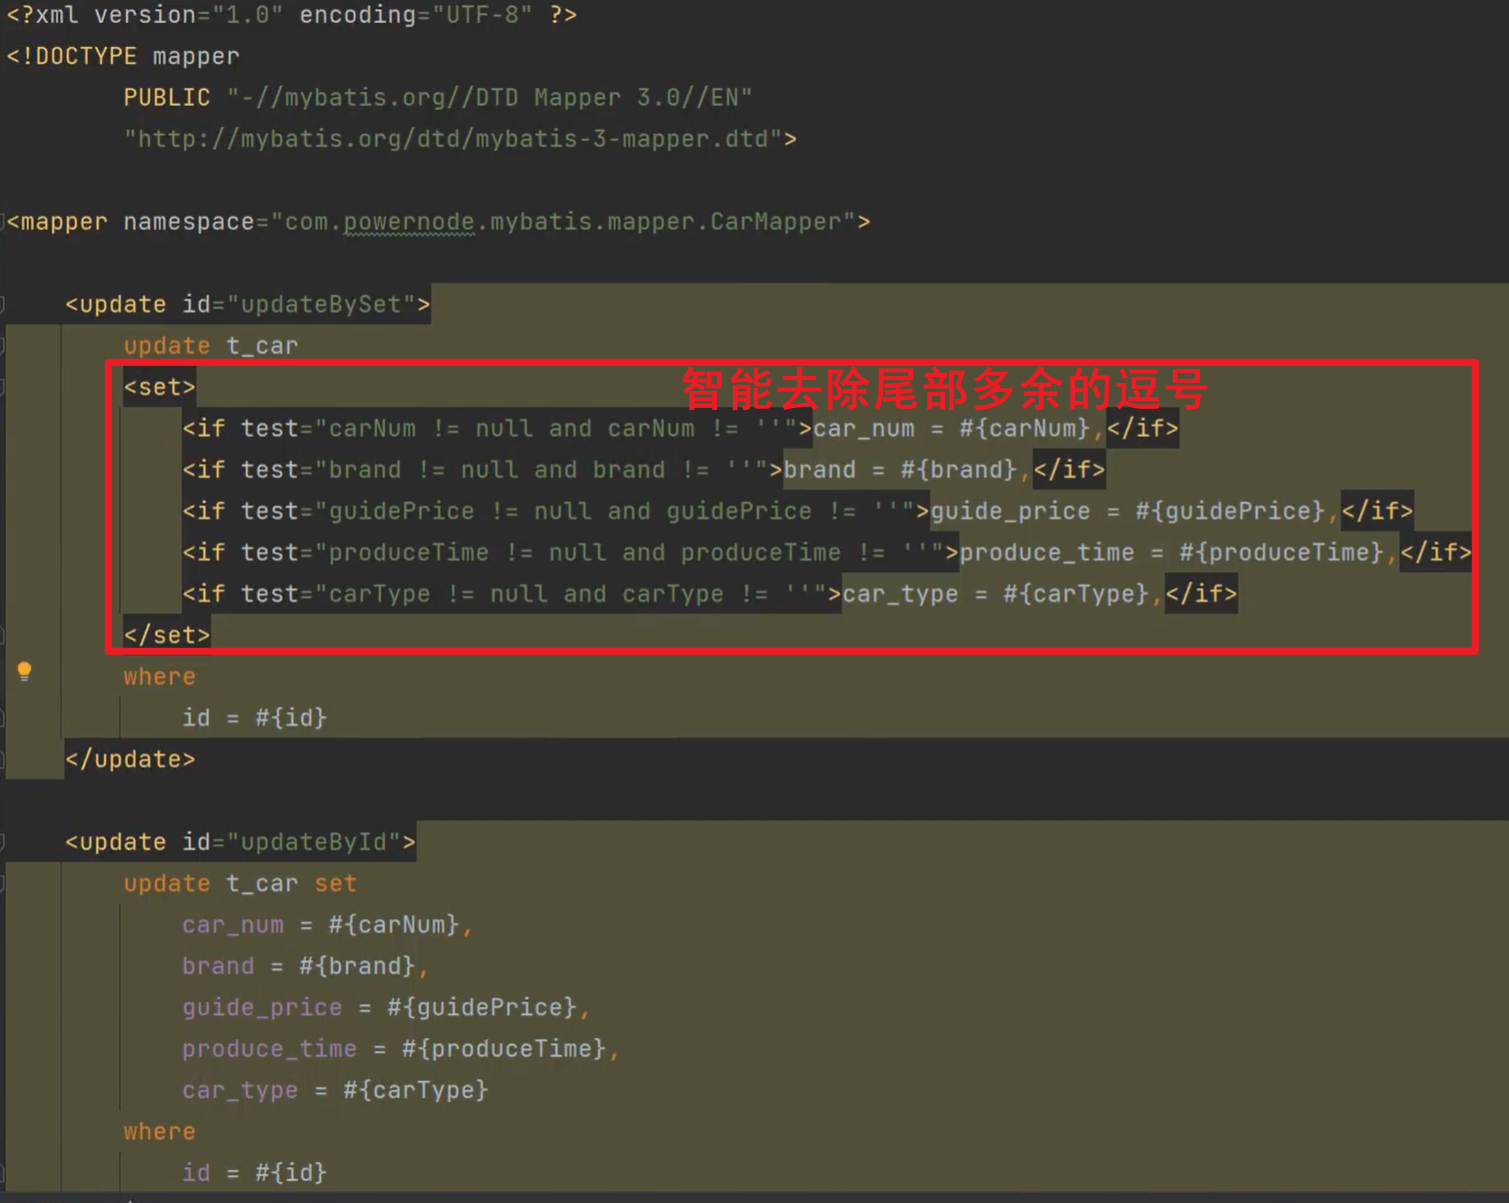 <?xml version="1.0" encoding="UTF-8" ?>
<!DOCTYPE mapper
        PUBLIC "-//mybatis.org//DTD Mapper 3.0//EN"
        "http://mybatis.org/dtd/mybatis-3-mapper.dtd">
<mapper namespace="com.powernode.mybatis.mapper.CarMapper">
    <update id="updateBySet">
        update t_car
        <set>
智能去除尾部多余的逗号
            <if test="carNum != null and carNum != ''">car_num = #{carNum},</if>
            <if test="brand != null and brand != ''">brand = #{brand},</if>
            <if test="guidePrice != null and guidePrice != ''">guide_price = #{guidePrice},</if>
            <if test="produceTime != null and produceTime != ''">produce_time = #{produceTime},</if>
            <if test="carType != null and carType != ''">car_type = #{carType},</if>
        </set>
        where
            id = #{id}
    </update>
    <update id="updateById">
        update t_car set
            car_num = #{carNum},
            brand = #{brand},
            guide_price = #{guidePrice},
            produce_time = #{produceTime},
            car_type = #{carType}
        where
            id = #{id}